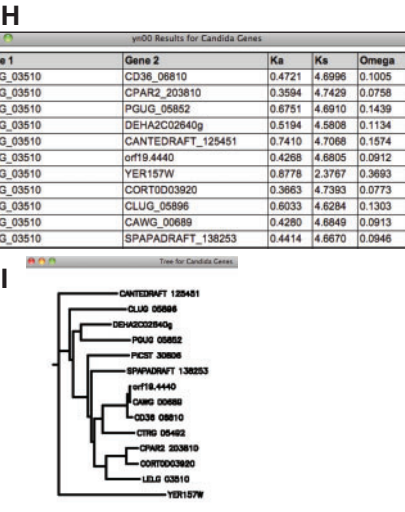 H
yn00 Results for Candida Genes
e 1 Gene 2 Ka Ks Omega
G_03510 CD36_06810 0.4721 4.6996 0.1005
G_03510 CPAR2_203810 0.3594 4.7429 0.0758
G_03510 PGUG_05852 0.6751 4.6910 0.1439
G_03510 DEHA2C02640g 0.5194 4.5808 0.1134
G_03510 CANTEDRAFT_125451 0.7410 4.7068 0.1574
G_03510 orf19.4440 0.4268 4.6805 0.0912
G_03510 YER157W 0.8778 2.3767 0.3693
G_03510 CORT0D03920 0.3663 4.7393 0.0773
G_03510 CLUG_05896 0.6033 4.6284 0.1303
G_03510 CAWG_00689 0.4280 4.6849 0.0913
G_03510 SPAPADRAFT_138253 0.4414 4.6670 0.0946
Tree for Candida Genes
I
CANTEDRAFT 125451
CLUG 05896
DEHA2C02640g
PGUG 05852
PICST 30606
SPAPADRAFT 138253
orf19.4440
CAWG 00689
CD36 06810
CTRG 05492
CPAR2 203810
CORT0D03920
LELG 03510
YER157W